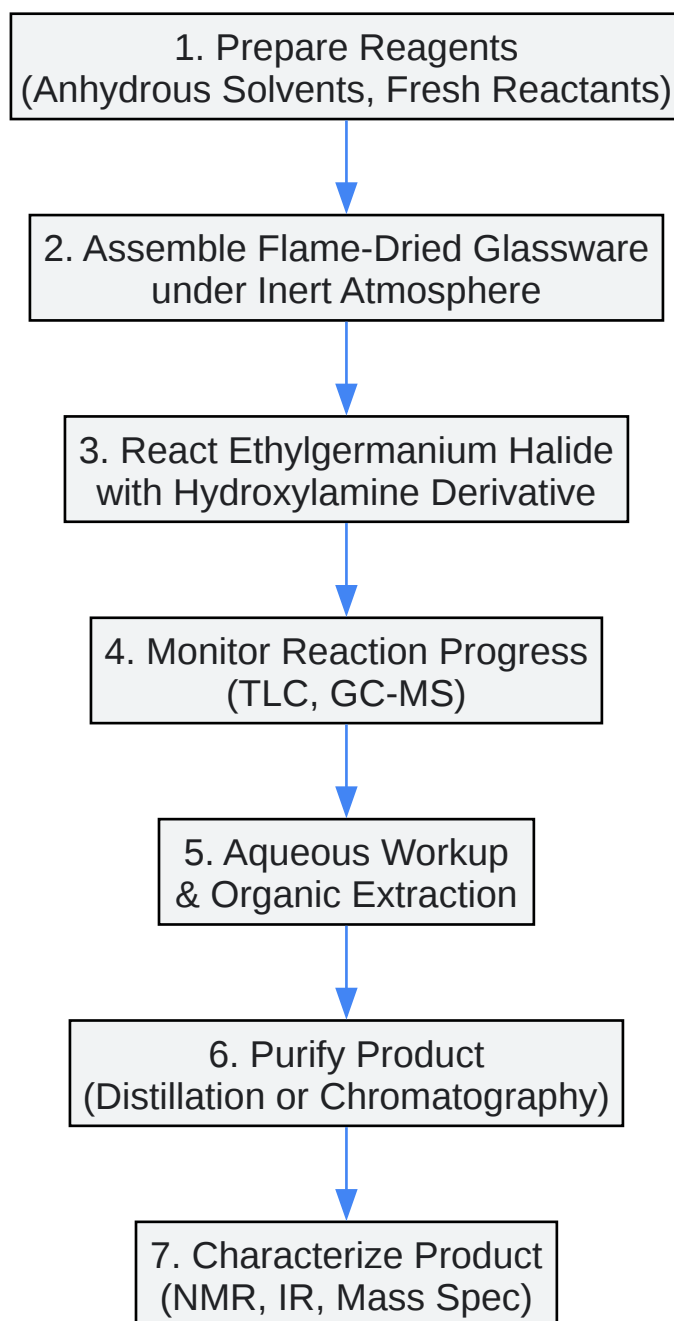 1. Prepare Reagents
(Anhydrous Solvents, Fresh Reactants)
2. Assemble Flame-Dried Glassware
under Inert Atmosphere
3. React Ethylgermanium Halide
with Hydroxylamine Derivative
4. Monitor Reaction Progress
(TLC, GC-MS)
5. Aqueous Workup
& Organic Extraction
6. Purify Product
(Distillation or Chromatography)
7. Characterize Product
(NMR, IR, Mass Spec)